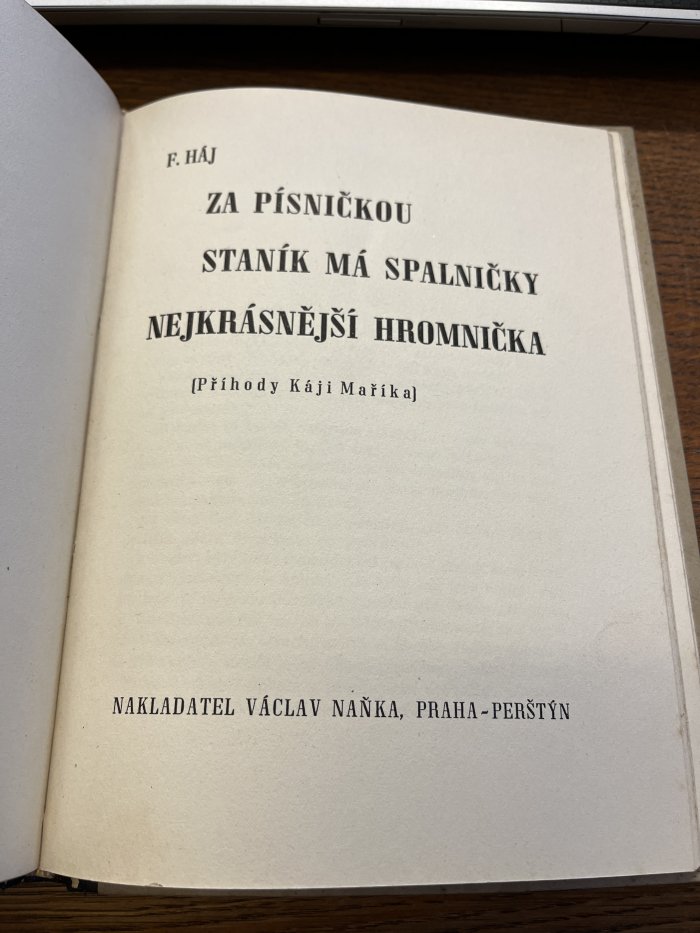 F. HÁJ
ZA PÍSNIČKOU
STANÍK MÁ SPALNIČKY
NEJKRÁSNĚJŠÍ HROMNIČKA
(Příhody Káji Maříka)
NAKLADATEL VÁCLAV NAŇKA, PRAHA-PERŠTÝN